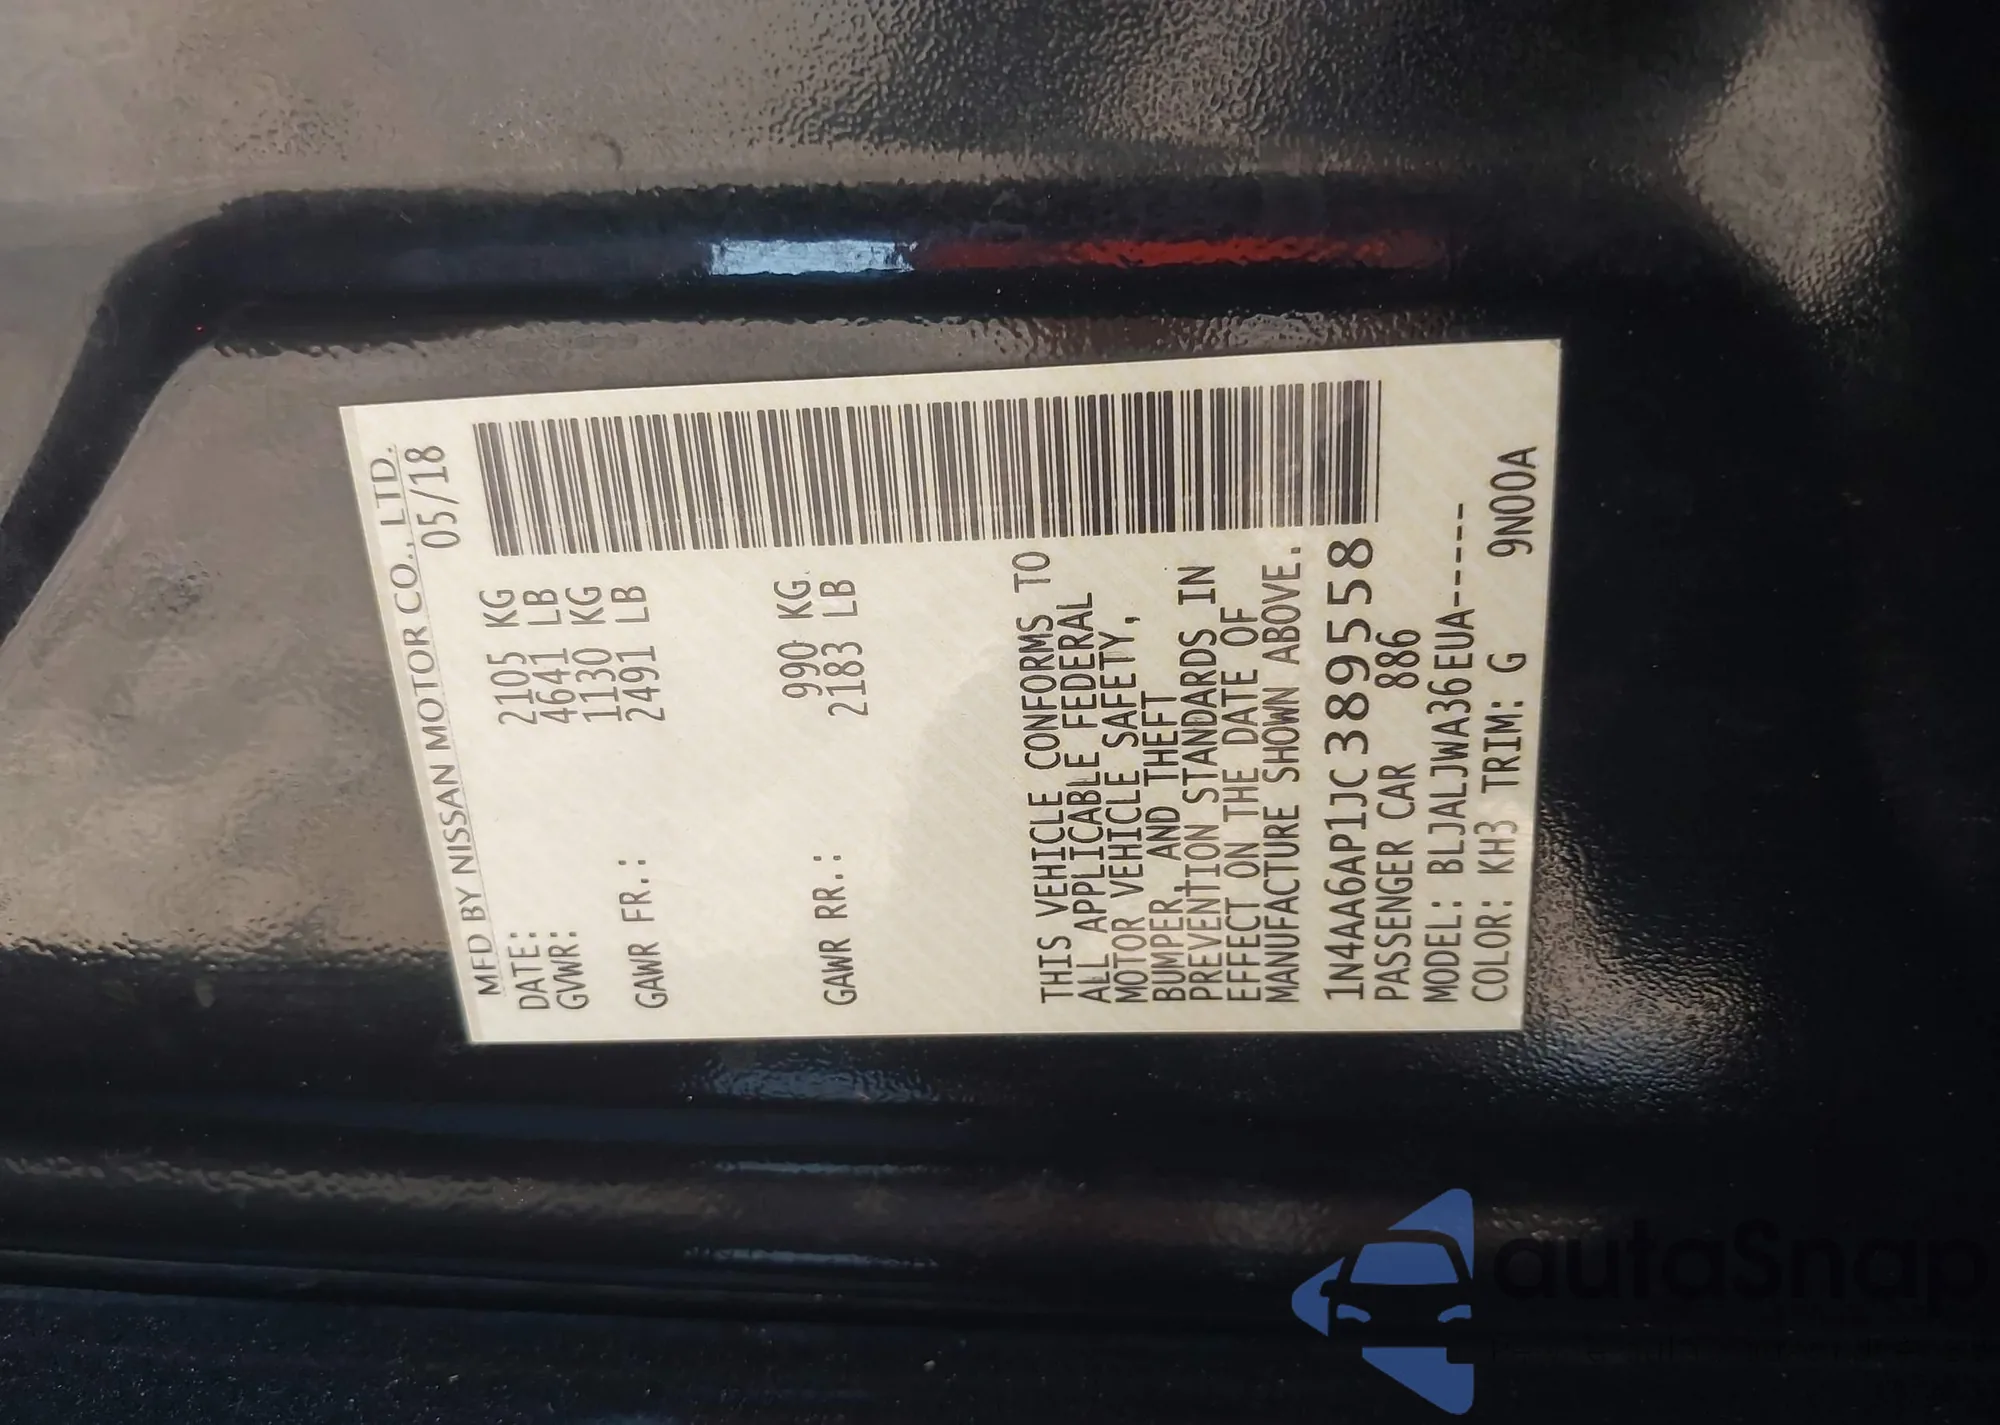 MFD BY NISSAN MOTOR CO., LTD.
DATE: 05/18
GVWR: 2105 KG
4641 LB
GAWR FR.: 1130 KG
2491 LB
GAWR RR.: 990 KG
2183 LB
THIS VEHICLE CONFORMS TO
ALL APPLICABLE FEDERAL
MOTOR VEHICLE SAFETY,
BUMPER, AND THEFT
PREVENTION STANDARDS IN
EFFECT ON THE DATE OF
MANUFACTURE SHOWN ABOVE.
1N4AA6AP1JC389558
PASSENGER CAR 886
MODEL: BLJALJWA36EUA-----
COLOR: KH3 TRIM: G 9N00A
autoSnap